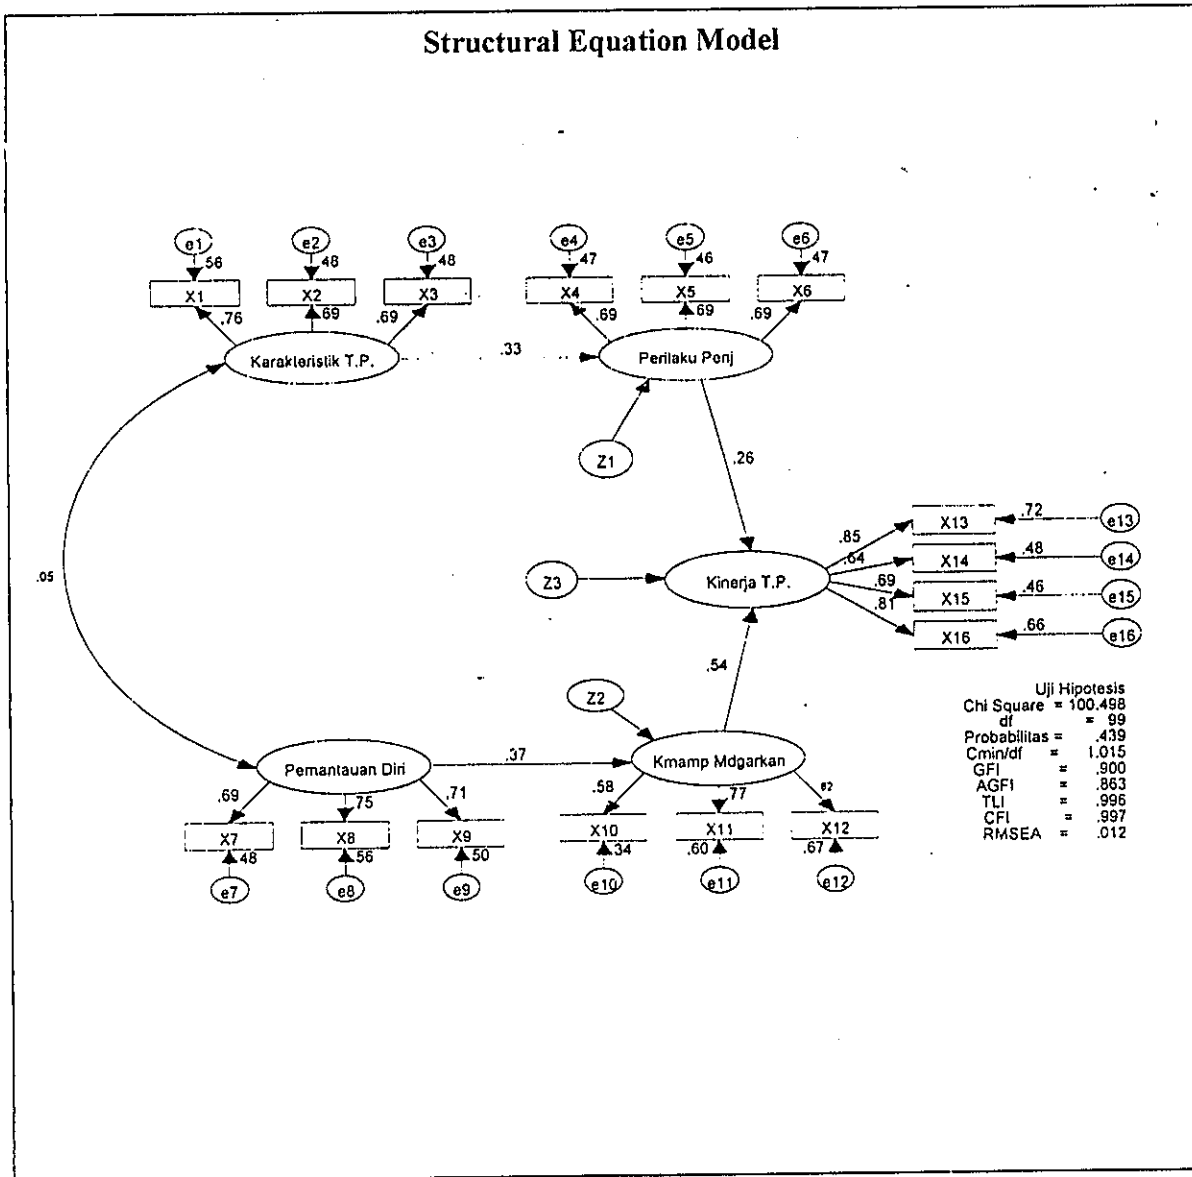 Structural Equation Model
e1 e2 e3 e4 e5 e6
.56 .48 .48 .47 .46 .47
X1 X2 X3 X4 X5 X6
.76 .69 .69 .69 .69 .69
Karakteristik T.P. .33 Perilaku Penj
Z1
.26
.72 e13
X13
.85
.48 e14
X14
.64
Z3 Kinerja T.P.
.69 .46 e15
X15
.81
.66 e16
X16
.05
.54
Z2
Uji Hipotesis
Chi Square = 100.498
df = 99
Probabilitas = .439
Cmin/df = 1.015
GFI = .900
AGFI = .863
TLI = .996
CFI = .997
RMSEA = .012
Pemantauan Diri .37 Kmamp Mdgarkan
.69 .75 .71 .58 .77
X7 X8 X9 X10 X11 X12
.48 .56 .50 .34 .60 .67
e7 e8 e9 e10 e11 e12